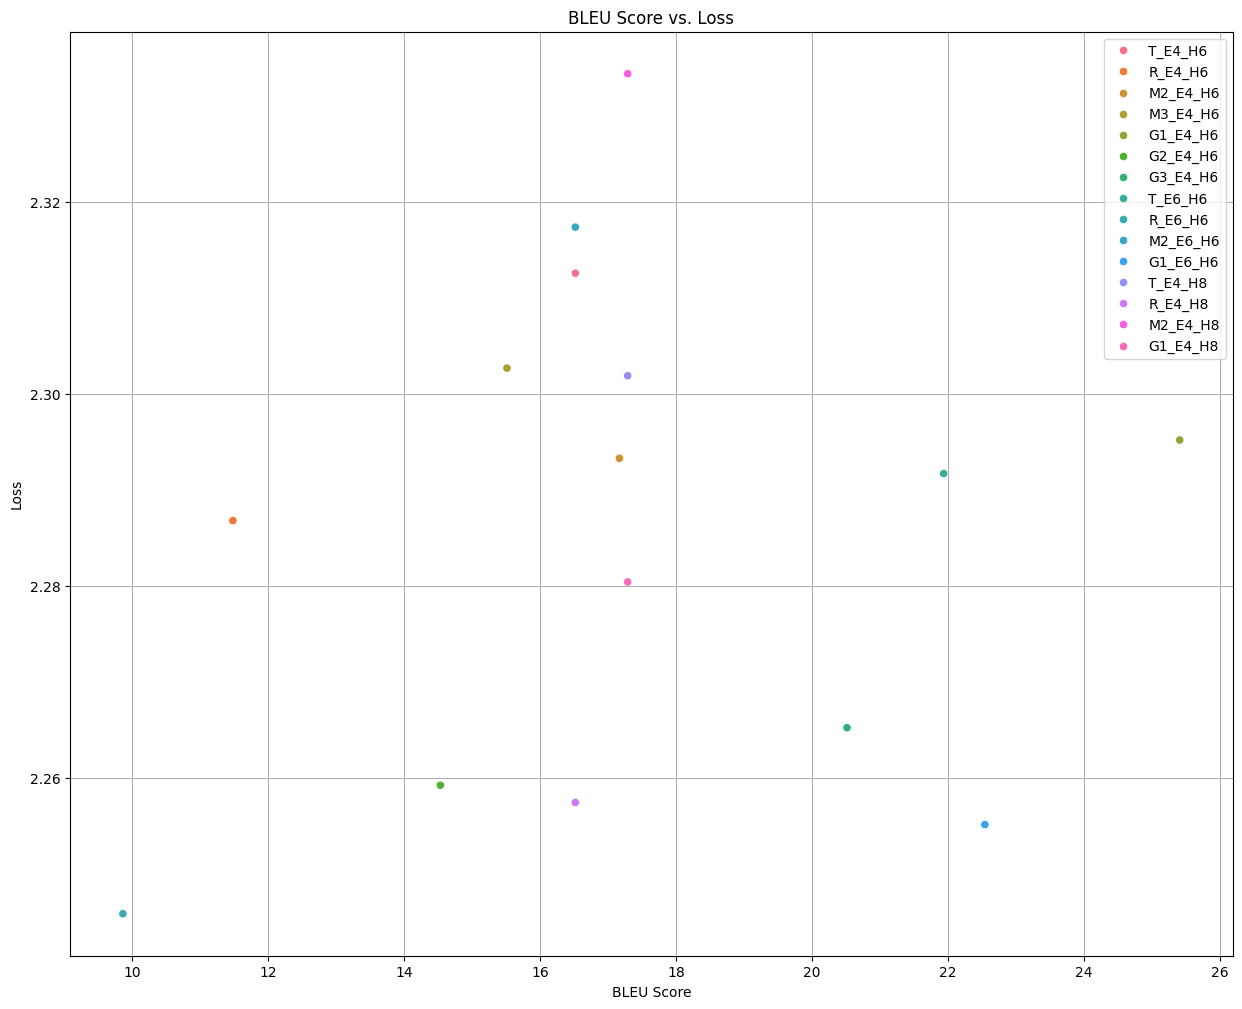 BLEU Score vs. Loss
T_E4_H6
R_E4_H6
M2_E4_H6
M3_E4_H6
G1_E4_H6
G2_E4_H6
G3_E4_H6
T_E6_H6
R_E6_H6
M2_E6_H6
G1_E6_H6
T_E4_H8
R_E4_H8
M2_E4_H8
G1_E4_H8
2.32
2.30
2.28
2.26
Loss
10 12 14 16 18 20 22 24 26
BLEU Score